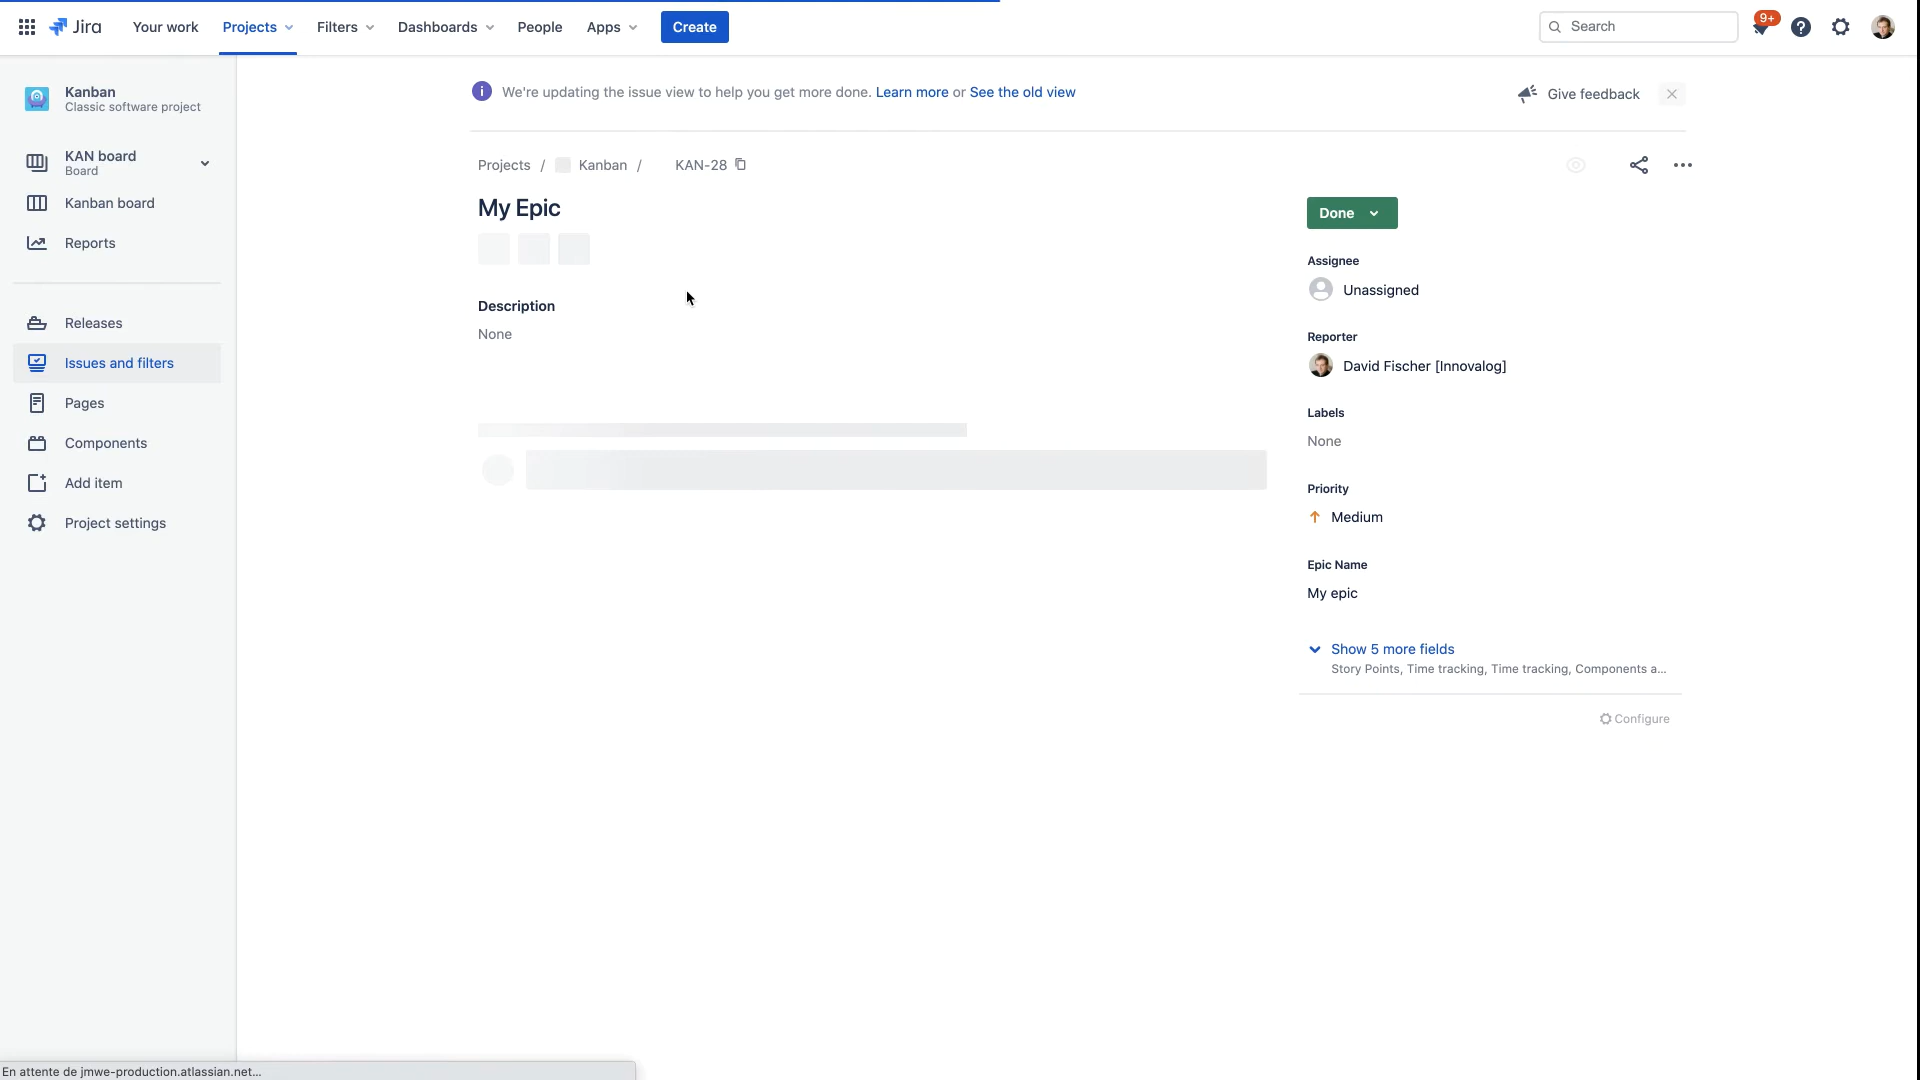 Jira Your work Projects Filters Dashboards People Apps Create Search 9+
Kanban
Classic software project
KAN board
Board
Kanban board
Reports
Releases
Issues and filters
Pages
Components
Add item
Project settings
We're updating the issue view to help you get more done. Learn more or See the old view
Give feedback
Projects / Kanban / KAN-28
My Epic
Description
None
Done
Assignee
Unassigned
Reporter
David Fischer [Innovalog]
Labels
None
Priority
Medium
Epic Name
My epic
Show 5 more fields
Story Points, Time tracking, Time tracking, Components a...
Configure
En attente de jmwe-production.atlassian.net...